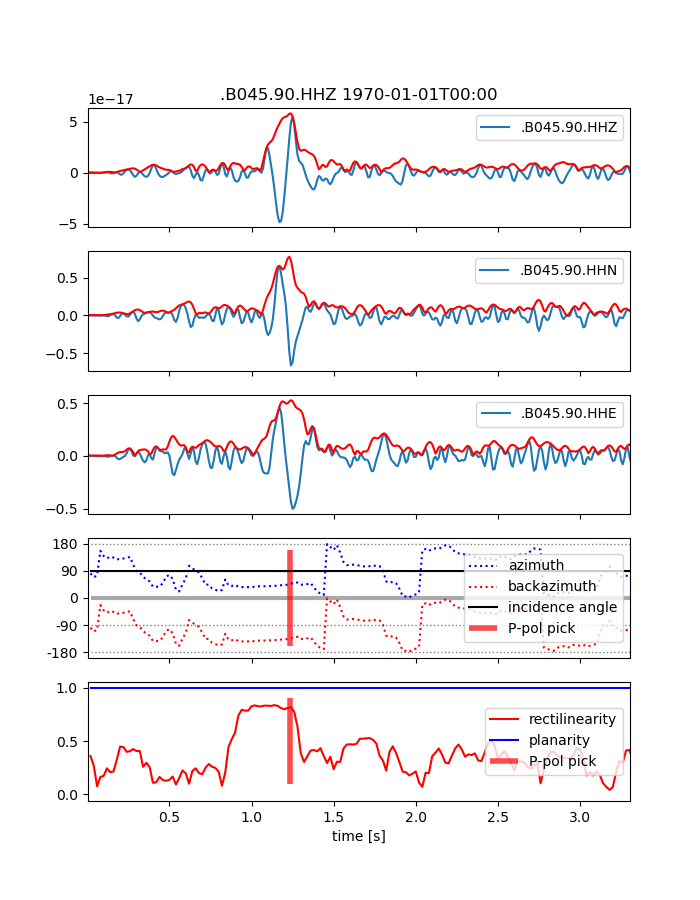 .B045.90.HHZ 1970-01-01T00:00
1e−17
5
0
−5
.B045.90.HHZ
0.5
0.0
−0.5
.B045.90.HHN
0.5
0.0
−0.5
.B045.90.HHE
180
90
0
-90
-180
azimuth
backazimuth
incidence angle
P-pol pick
1.0
0.5
0.0
rectilinearity
planarity
P-pol pick
0.5 1.0 1.5 2.0 2.5 3.0
time [s]